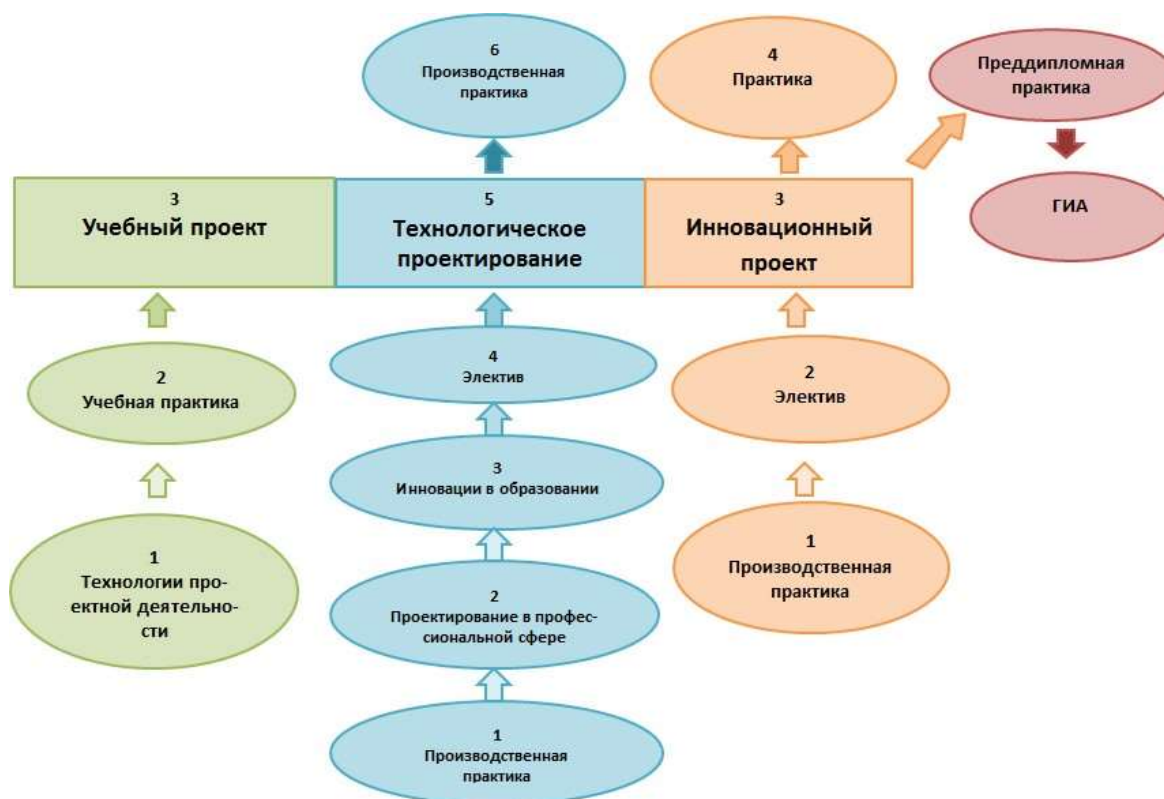 6
Производственная
практика
4
Практика
Преддипломная
практика
3
Учебный проект
5
Технологическое
проектирование
3
Инновационный
проект
ГИА
2
Учебная практика
4
Электив
2
Электив
3
Инновации в образовании
1
Технологии про-
ектной деятельно-
сти
2
Проектирование в профес-
сиональной сфере
1
Производственная
практика
1
Производственная
практика